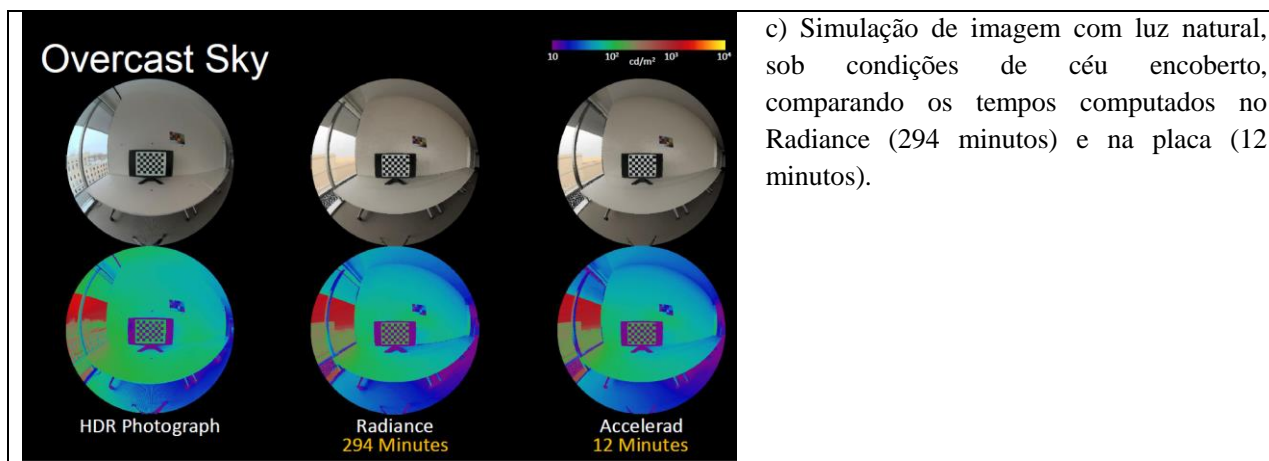 Overcast Sky
10 10² cd/m² 10³ 10⁴
HDR Photograph
Radiance
294 Minutes
Accelerad
12 Minutes
c) Simulação de imagem com luz natural,
sob condições de céu encoberto,
comparando os tempos computados no
Radiance (294 minutos) e na placa (12
minutos).